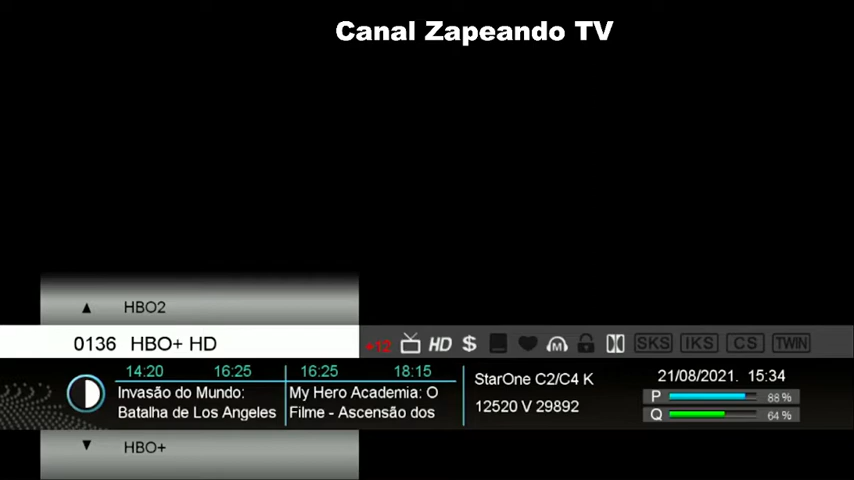 Canal Zapeando TV
HBO2
0136 HBO+ HD
+12 HD $ M SKS IKS CS TWIN
14:20 16:25 16:25 18:15
Invasão do Mundo:
Batalha de Los Angeles
My Hero Academia: O
Filme - Ascensão dos
StarOne C2/C4 K
12520 V 29892
21/08/2021. 15:34
P 88%
Q 64%
HBO+